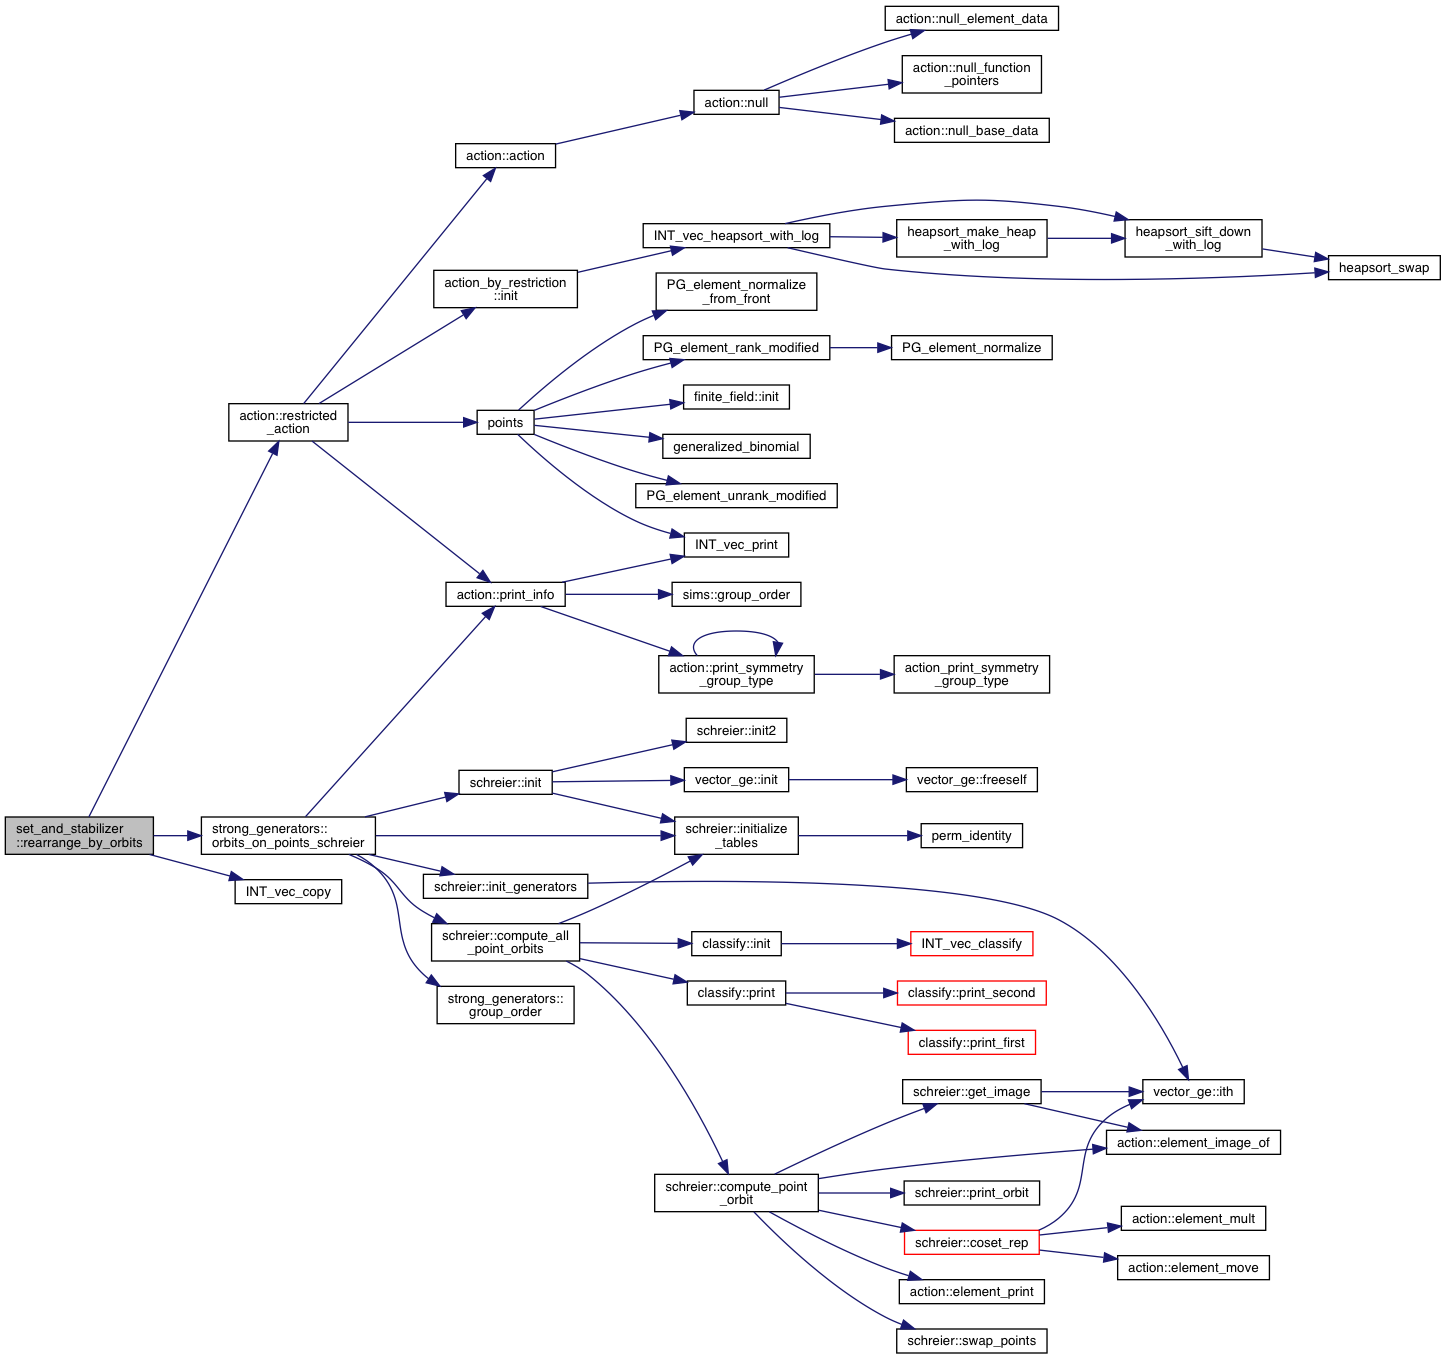 action::null_element_data
action::null_function
_pointers
action::null
action::null_base_data
action::action
INT_vec_heapsort_with_log
heapsort_make_heap
_with_log
heapsort_sift_down
_with_log
heapsort_swap
action_by_restriction
::init
PG_element_normalize
_from_front
PG_element_rank_modified
PG_element_normalize
finite_field::init
action::restricted
_action
points
generalized_binomial
PG_element_unrank_modified
INT_vec_print
action::print_info
sims::group_order
action::print_symmetry
_group_type
action_print_symmetry
_group_type
schreier::init2
schreier::init
vector_ge::init
vector_ge::freeself
set_and_stabilizer
::rearrange_by_orbits
strong_generators::
orbits_on_points_schreier
schreier::initialize
_tables
perm_identity
INT_vec_copy
schreier::init_generators
schreier::compute_all
_point_orbits
classify::init
INT_vec_classify
strong_generators::
group_order
classify::print
classify::print_second
classify::print_first
schreier::get_image
vector_ge::ith
action::element_image_of
schreier::compute_point
_orbit
schreier::print_orbit
schreier::coset_rep
action::element_mult
action::element_move
action::element_print
schreier::swap_points